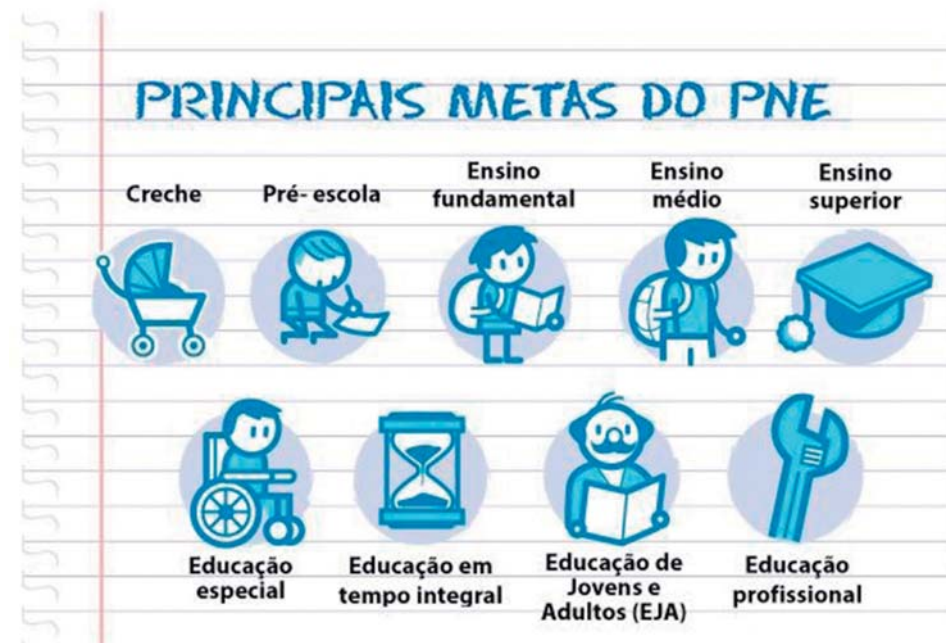 PRINCIPAIS METAS DO PNE
Creche
Pré- escola
Ensino
fundamental
Ensino
médio
Ensino
superior
Educação
especial
Educação em
tempo integral
Educação de
Jovens e
Adultos (EJA)
Educação
profissional